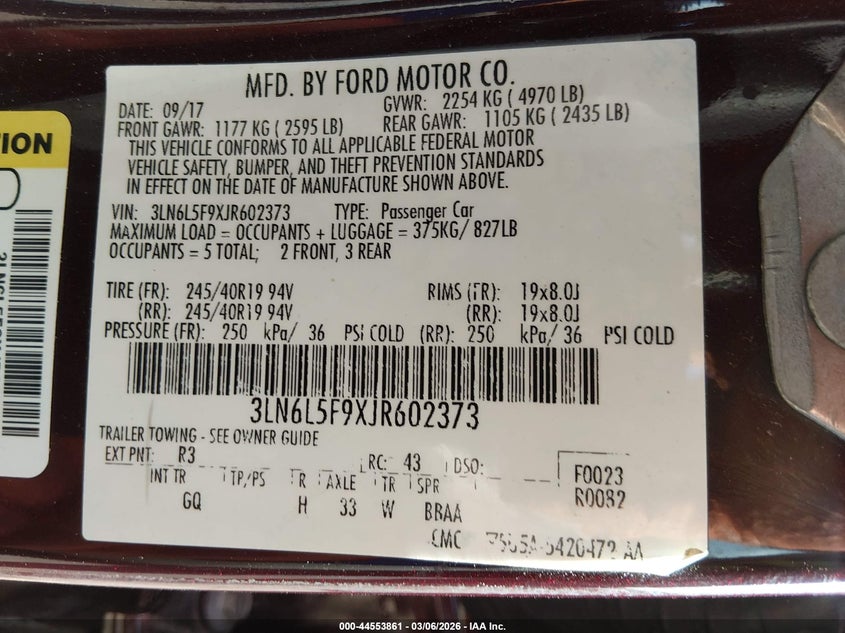 MFD. BY FORD MOTOR CO.
DATE: 09/17 GVWR: 2254 KG ( 4970 LB)
FRONT GAWR: 1177 KG ( 2595 LB) REAR GAWR: 1105 KG ( 2435 LB)
THIS VEHICLE CONFORMS TO ALL APPLICABLE FEDERAL MOTOR
VEHICLE SAFETY, BUMPER, AND THEFT PREVENTION STANDARDS
IN EFFECT ON THE DATE OF MANUFACTURE SHOWN ABOVE.
VIN: 3LN6L5F9XJR602373 TYPE: Passenger Car
MAXIMUM LOAD = OCCUPANTS + LUGGAGE = 375KG/ 827LB
OCCUPANTS = 5 TOTAL; 2 FRONT, 3 REAR
TIRE (FR): 245/40R19 94V RIMS (FR): 19x8.0J
(RR): 245/40R19 94V (RR): 19x8.0J
PRESSURE (FR): 250 kPa/ 36 PSI COLD (RR): 250 kPa/ 36 PSI COLD
3LN6L5F9XJR602373
TRAILER TOWING - SEE OWNER GUIDE
EXT PNT: R3 RC: 43 DSO: F0023
INT TR TP/PS R AXLE TR SPR R0082
GQ H 33 W BBAA
CMC
000-44553861 - 03/06/2026 - IAA Inc.